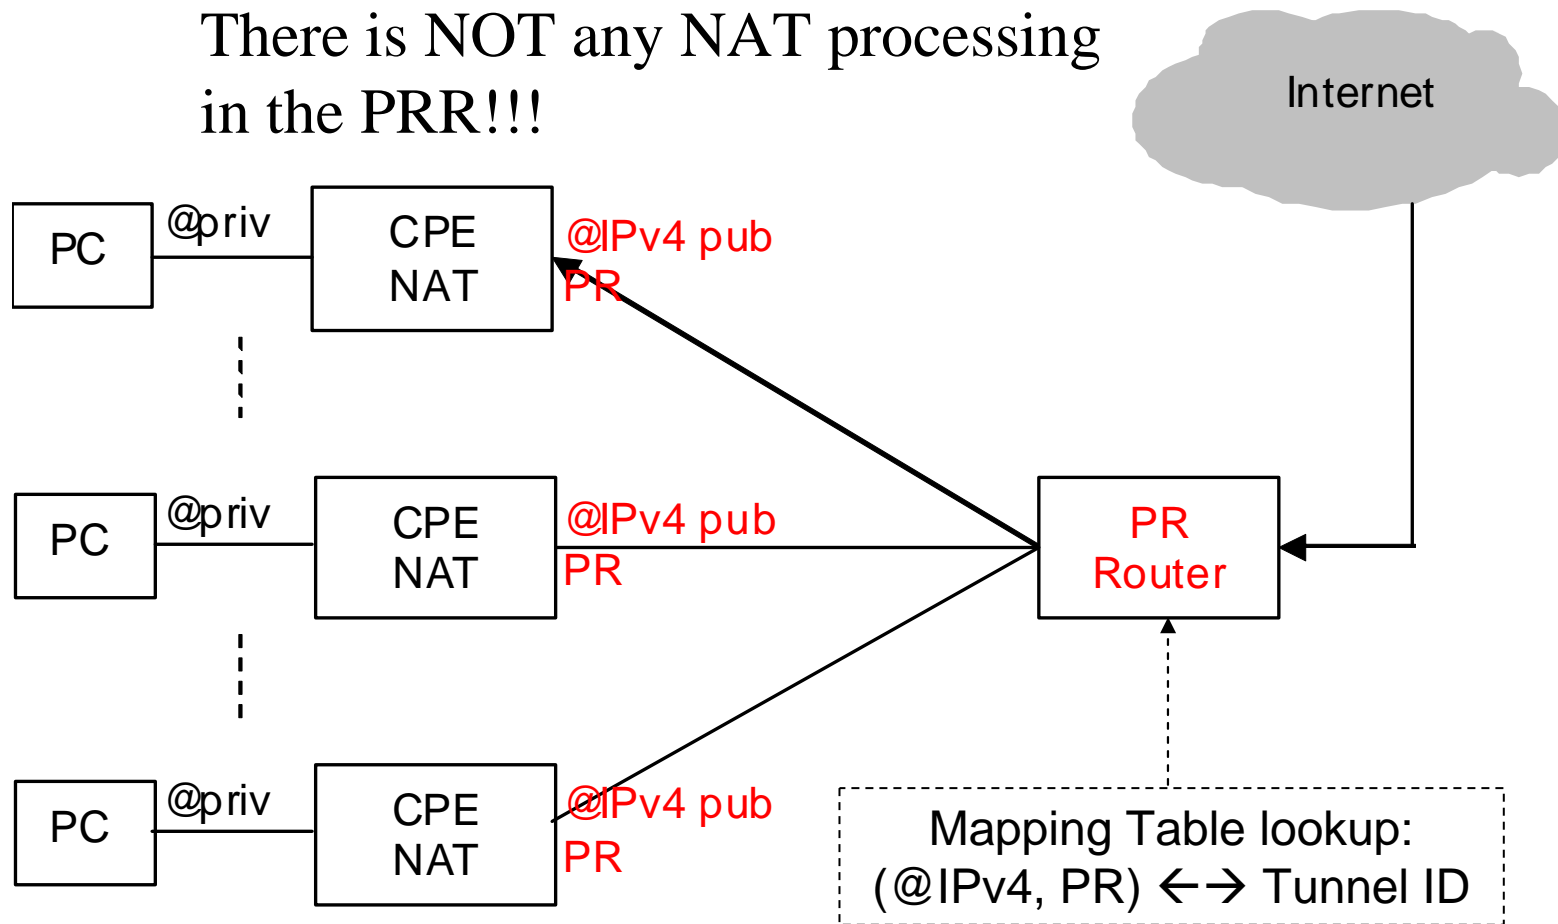 There is NOT any NAT processing
in the PRR!!!
Internet
PC
@priv
CPE
NAT
@IPv4 pub
PR
PC
@priv
CPE
NAT
@IPv4 pub
PR
PR
Router
PC
@priv
CPE
NAT
@IPv4 pub
PR
Mapping Table lookup:
(@IPv4, PR) ←→ Tunnel ID